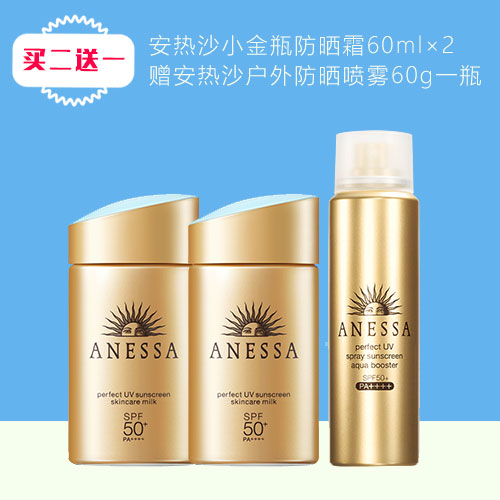 买二送一
安热沙小金瓶防晒霜60ml×2
赠安热沙户外防晒喷雾60g一瓶
ANESSA
perfect UV sunscreen
skincare milk
SPF
50+
PA++++
ANESSA
perfect UV sunscreen
skincare milk
SPF
50+
PA++++
ANESSA
perfect UV
spray sunscreen
aqua booster
SPF50+
PA++++